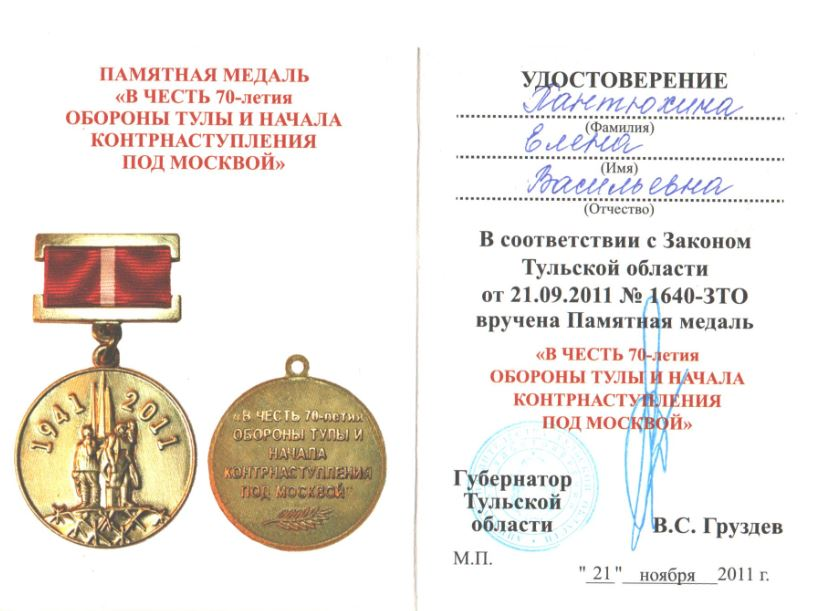 ПАМЯТНАЯ МЕДАЛЬ
«В ЧЕСТЬ 70-летия
ОБОРОНЫ ТУЛЫ И НАЧАЛА
КОНТРНАСТУПЛЕНИЯ
ПОД МОСКВОЙ»
1941 2011
«В ЧЕСТЬ 70-летия
ОБОРОНЫ ТУЛЫ И
НАЧАЛА
КОНТРНАСТУПЛЕНИЯ
ПОД МОСКВОЙ"
УДОСТОВЕРЕНИЕ
Пантюхина
(Фамилия)
Елена
(Имя)
Васильевна
(Отчество)
В соответствии с Законом
Тульской области
от 21.09.2011 № 1640-ЗТО
вручена Памятная медаль
«В ЧЕСТЬ 70-летия
ОБОРОНЫ ТУЛЫ И НАЧАЛА
КОНТРНАСТУПЛЕНИЯ
ПОД МОСКВОЙ»
Губернатор
Тульской
области
В.С. Груздев
М.П.
"21" ноября 2011 г.